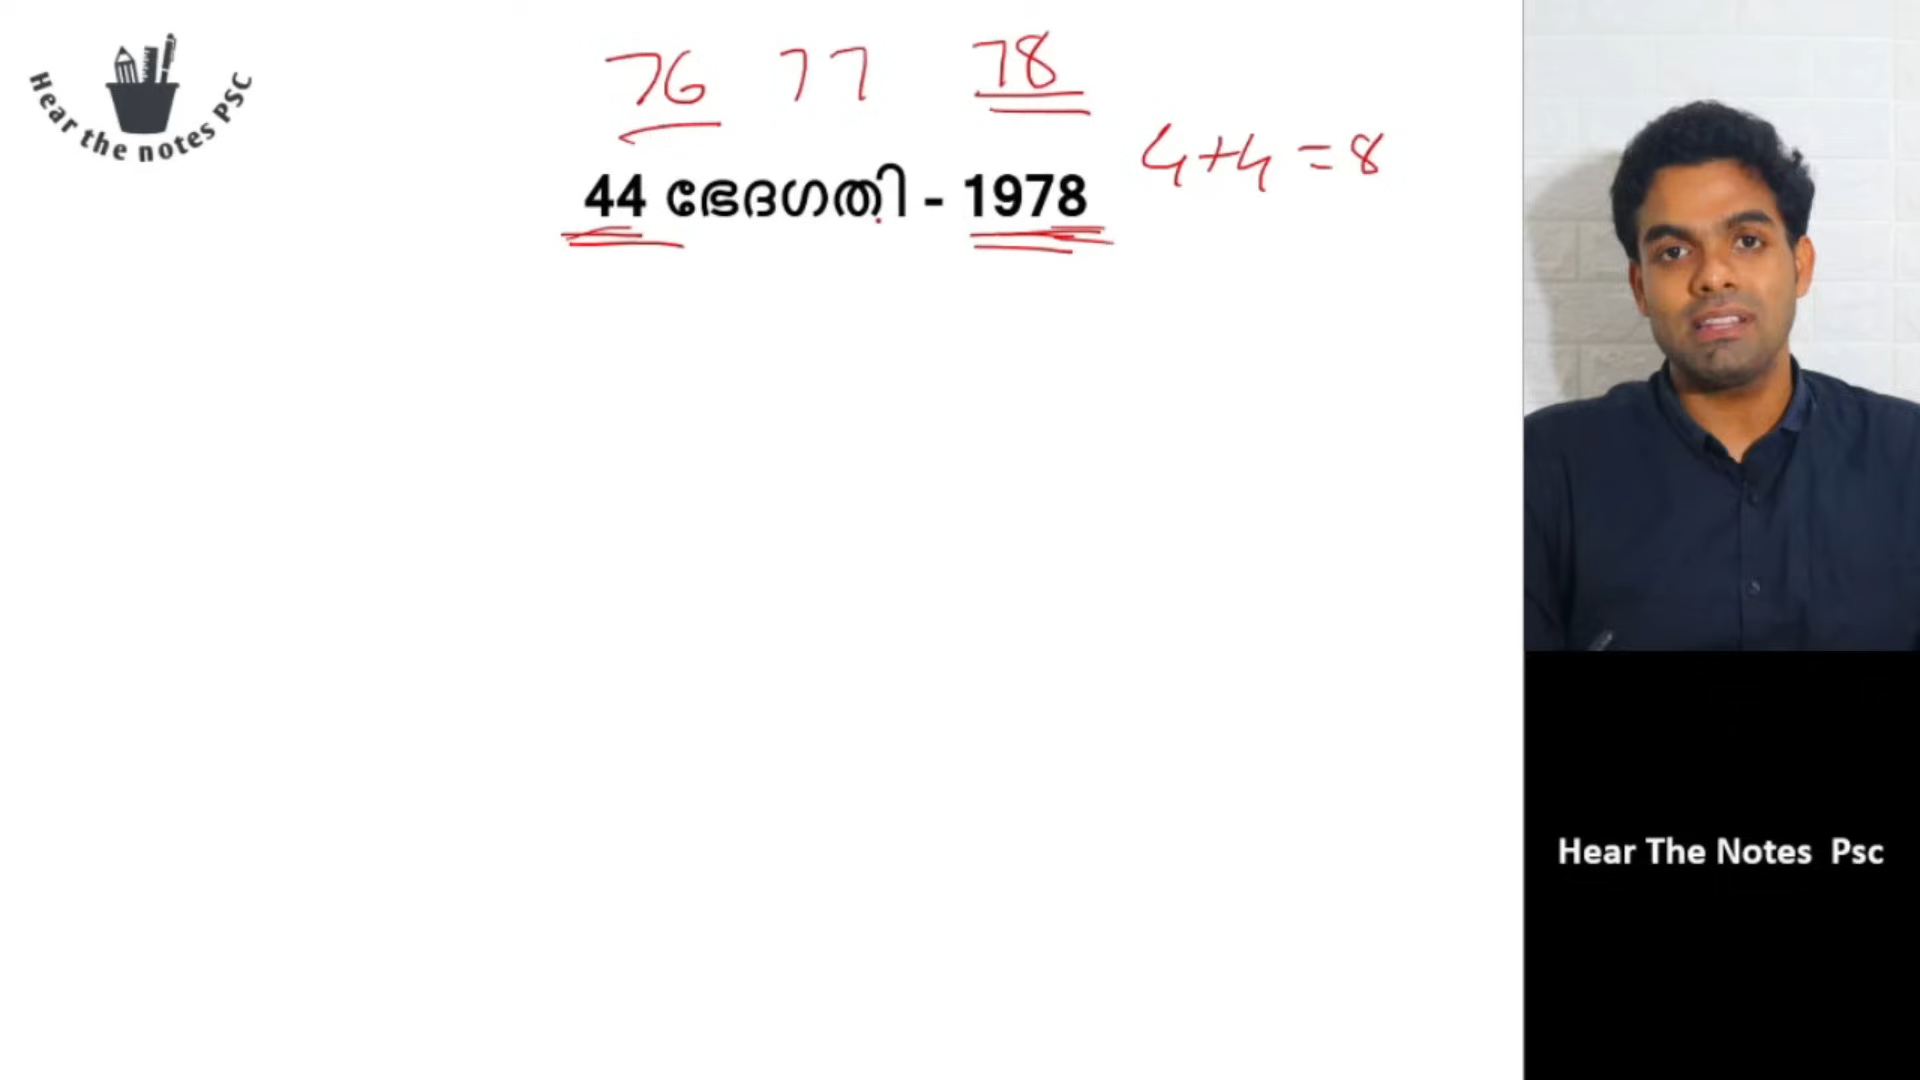 Hear the notes PSC
76 77 78
4+4=8
44 ഭേദഗതി - 1978
Hear The Notes Psc